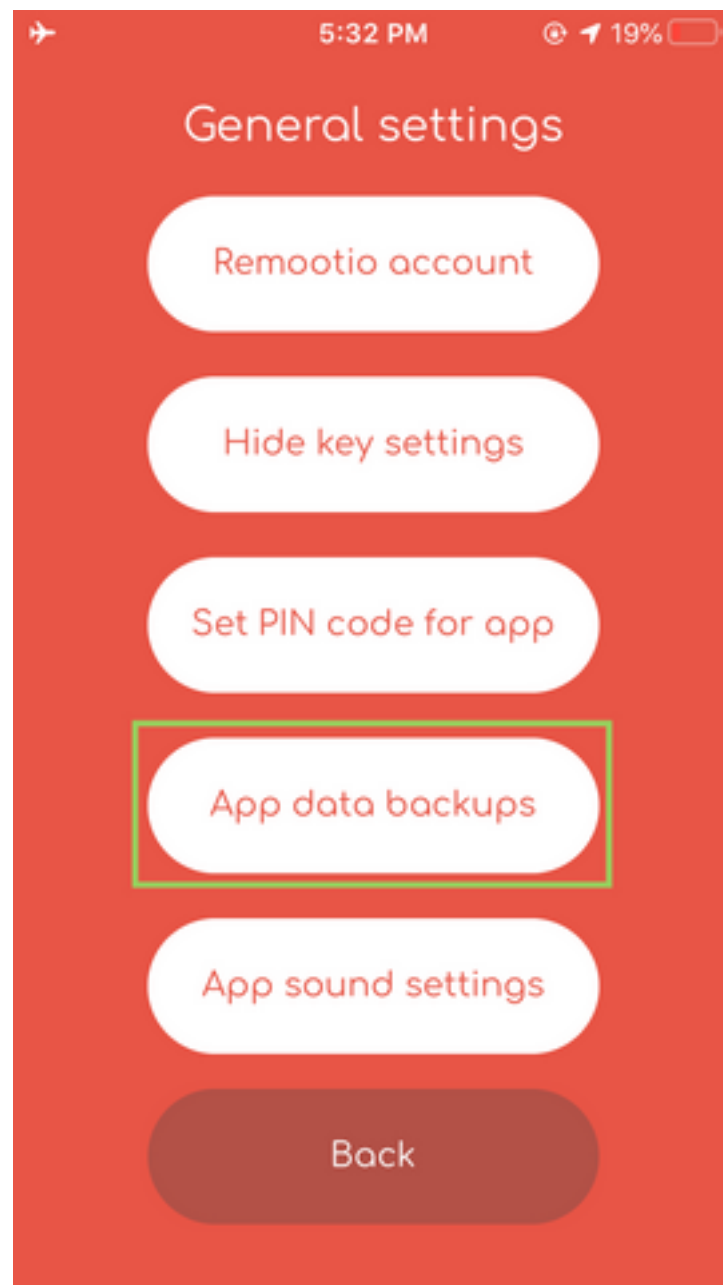 5:32 PM 19%
General settings
Remootio account
Hide key settings
Set PIN code for app
App data backups
App sound settings
Back